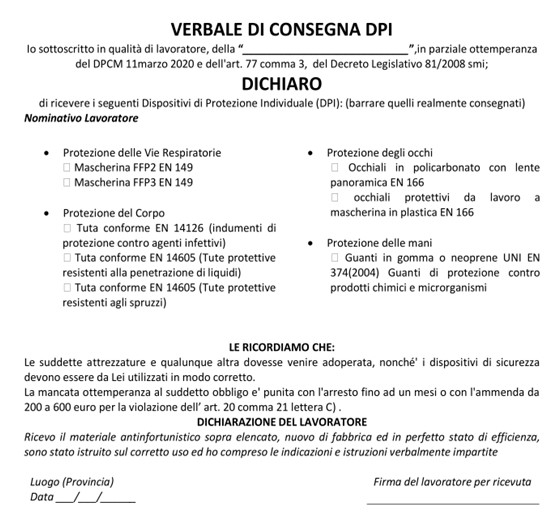 VERBALE DI CONSEGNA DPI
Io sottoscritto in qualità di lavoratore, della “___________________________”,in parziale ottemperanza
del DPCM 11marzo 2020 e dell'art. 77 comma 3, del Decreto Legislativo 81/2008 smi;
DICHIARO
di ricevere i seguenti Dispositivi di Protezione Individuale (DPI): (barrare quelli realmente consegnati)
Nominativo Lavoratore
• Protezione delle Vie Respiratorie
☐ Mascherina FFP2 EN 149
☐ Mascherina FFP3 EN 149
• Protezione del Corpo
☐ Tuta conforme EN 14126 (indumenti di
protezione contro agenti infettivi)
☐ Tuta conforme EN 14605 (Tute protettive
resistenti alla penetrazione di liquidi)
☐ Tuta conforme EN 14605 (Tute protettive
resistenti agli spruzzi)
• Protezione degli occhi
☐ Occhiali in policarbonato con lente
panoramica EN 166
☐ occhiali protettivi da lavoro a
mascherina in plastica EN 166
• Protezione delle mani
☐ Guanti in gomma o neoprene UNI EN
374(2004) Guanti di protezione contro
prodotti chimici e microrganismi
LE RICORDIAMO CHE:
Le suddette attrezzature e qualunque altra dovesse venire adoperata, nonché' i dispositivi di sicurezza
devono essere da Lei utilizzati in modo corretto.
La mancata ottemperanza al suddetto obbligo e' punita con l'arresto fino ad un mesi o con l'ammenda da
200 a 600 euro per la violazione dell’ art. 20 comma 21 lettera C) .
DICHIARAZIONE DEL LAVORATORE
Ricevo il materiale antinfortunistico sopra elencato, nuovo di fabbrica ed in perfetto stato di efficienza,
sono stato istruito sul corretto uso ed ho compreso le indicazioni e istruzioni verbalmente impartite
Luogo (Provincia)
Data ___/___/______
Firma del lavoratore per ricevuta